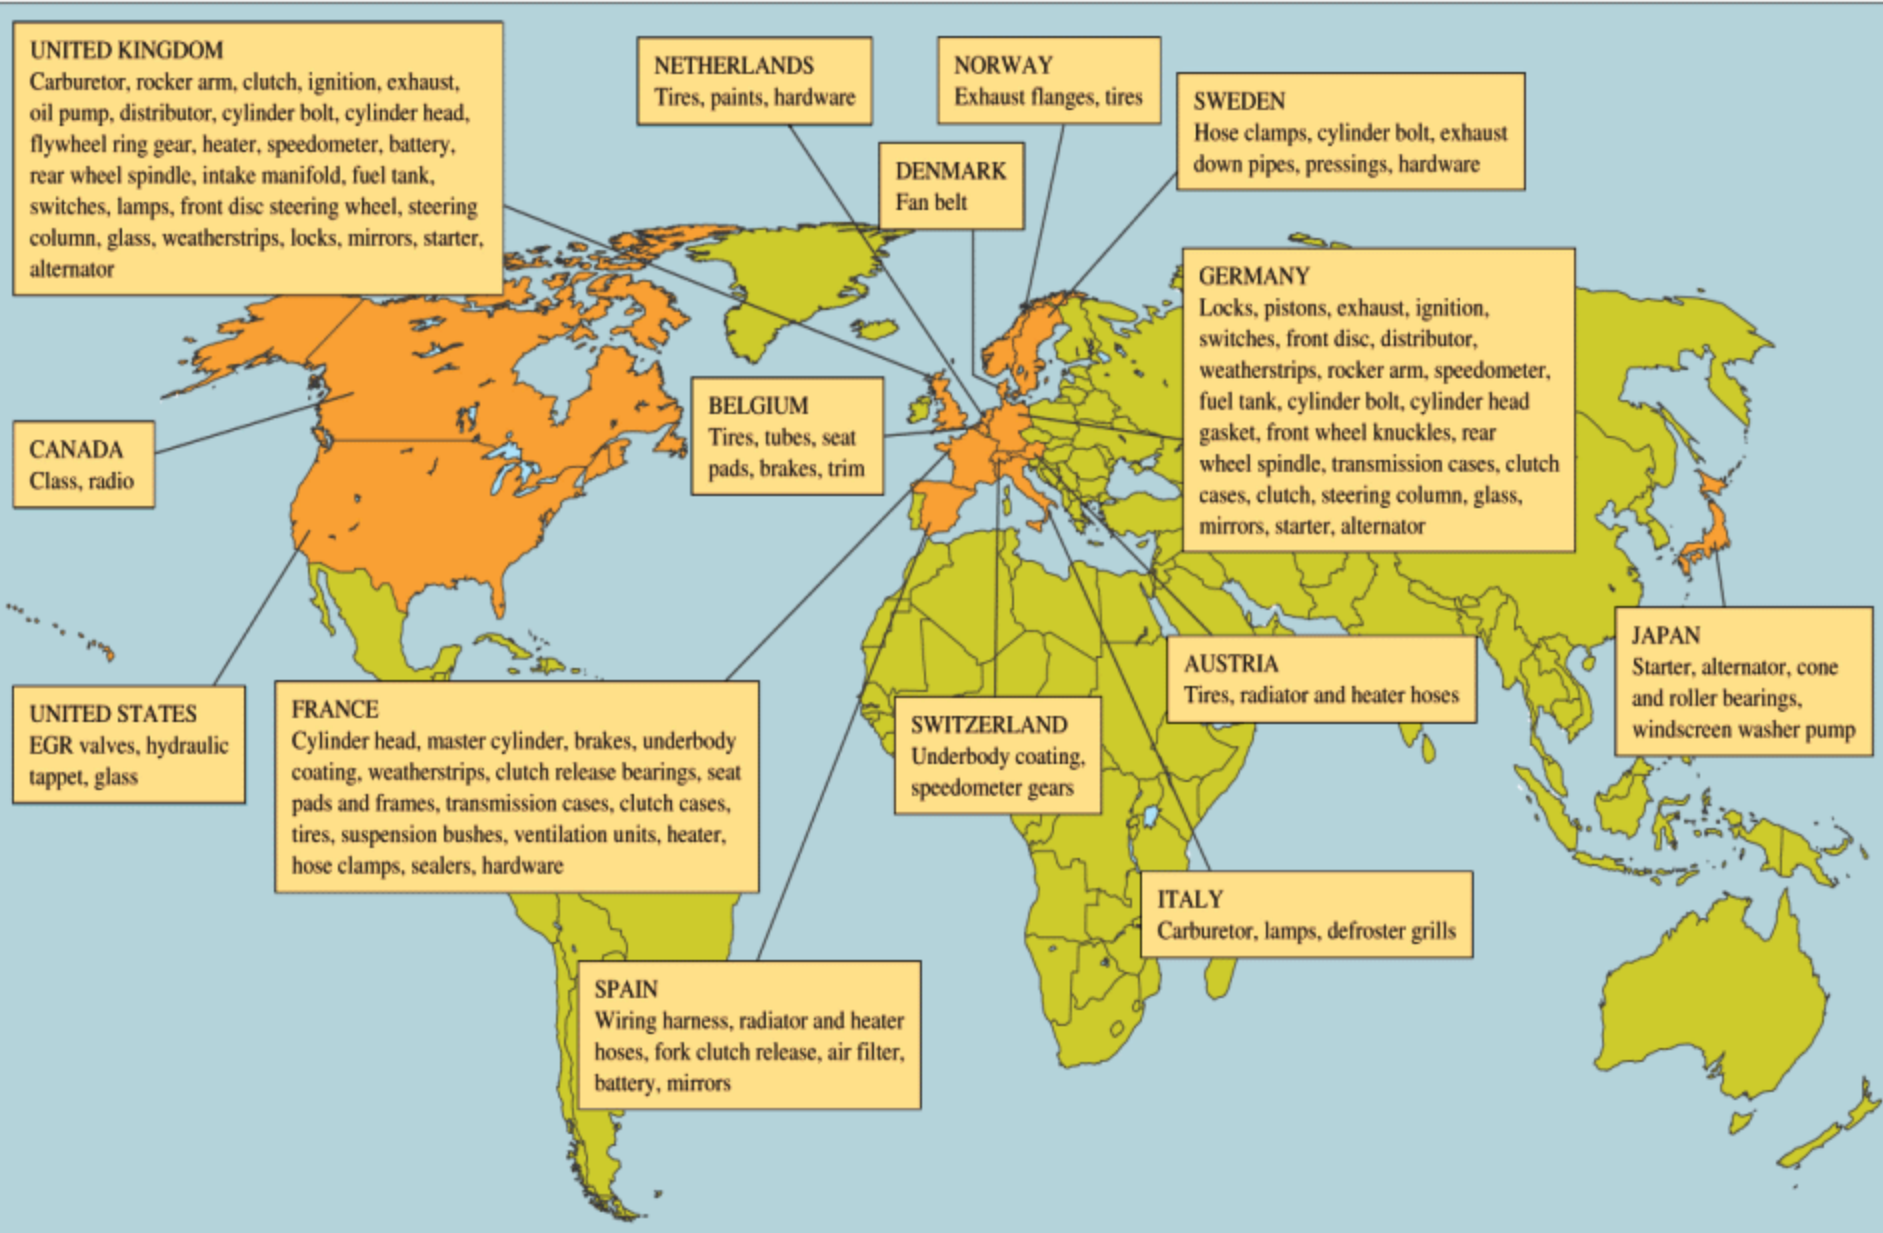 UNITED KINGDOM
Carburetor, rocker arm, clutch, ignition, exhaust,
oil pump, distributor, cylinder bolt, cylinder head,
flywheel ring gear, heater, speedometer, battery,
rear wheel spindle, intake manifold, fuel tank,
switches, lamps, front disc steering wheel, steering
column, glass, weatherstrips, locks, mirrors, starter,
alternator
NETHERLANDS
Tires, paints, hardware
NORWAY
Exhaust flanges, tires
SWEDEN
Hose clamps, cylinder bolt, exhaust
down pipes, pressings, hardware
DENMARK
Fan belt
GERMANY
Locks, pistons, exhaust, ignition,
switches, front disc, distributor,
weatherstrips, rocker arm, speedometer,
fuel tank, cylinder bolt, cylinder head
gasket, front wheel knuckles, rear
wheel spindle, transmission cases, clutch
cases, clutch, steering column, glass,
mirrors, starter, alternator
BELGIUM
Tires, tubes, seat
pads, brakes, trim
CANADA
Class, radio
JAPAN
Starter, alternator, cone
and roller bearings,
windscreen washer pump
AUSTRIA
Tires, radiator and heater hoses
UNITED STATES
EGR valves, hydraulic
tappet, glass
FRANCE
Cylinder head, master cylinder, brakes, underbody
coating, weatherstrips, clutch release bearings, seat
pads and frames, transmission cases, clutch cases,
tires, suspension bushes, ventilation units, heater,
hose clamps, sealers, hardware
SWITZERLAND
Underbody coating,
speedometer gears
ITALY
Carburetor, lamps, defroster grills
SPAIN
Wiring harness, radiator and heater
hoses, fork clutch release, air filter,
battery, mirrors